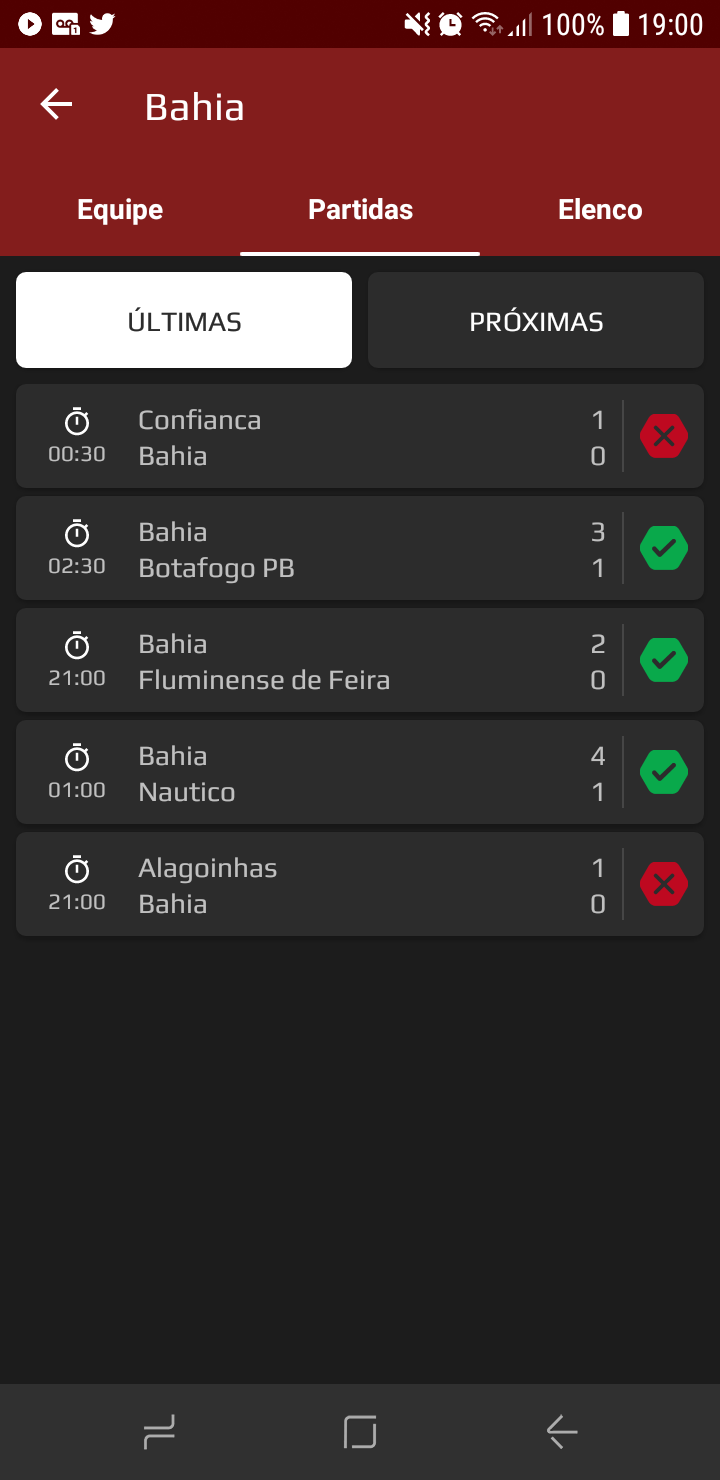 100% 19:00
Bahia
Equipe Partidas Elenco
ÚLTIMAS PRÓXIMAS
Confianca 1
00:30 Bahia 0
Bahia 3
02:30 Botafogo PB 1
Bahia 2
21:00 Fluminense de Feira 0
Bahia 4
01:00 Nautico 1
Alagoinhas 1
21:00 Bahia 0